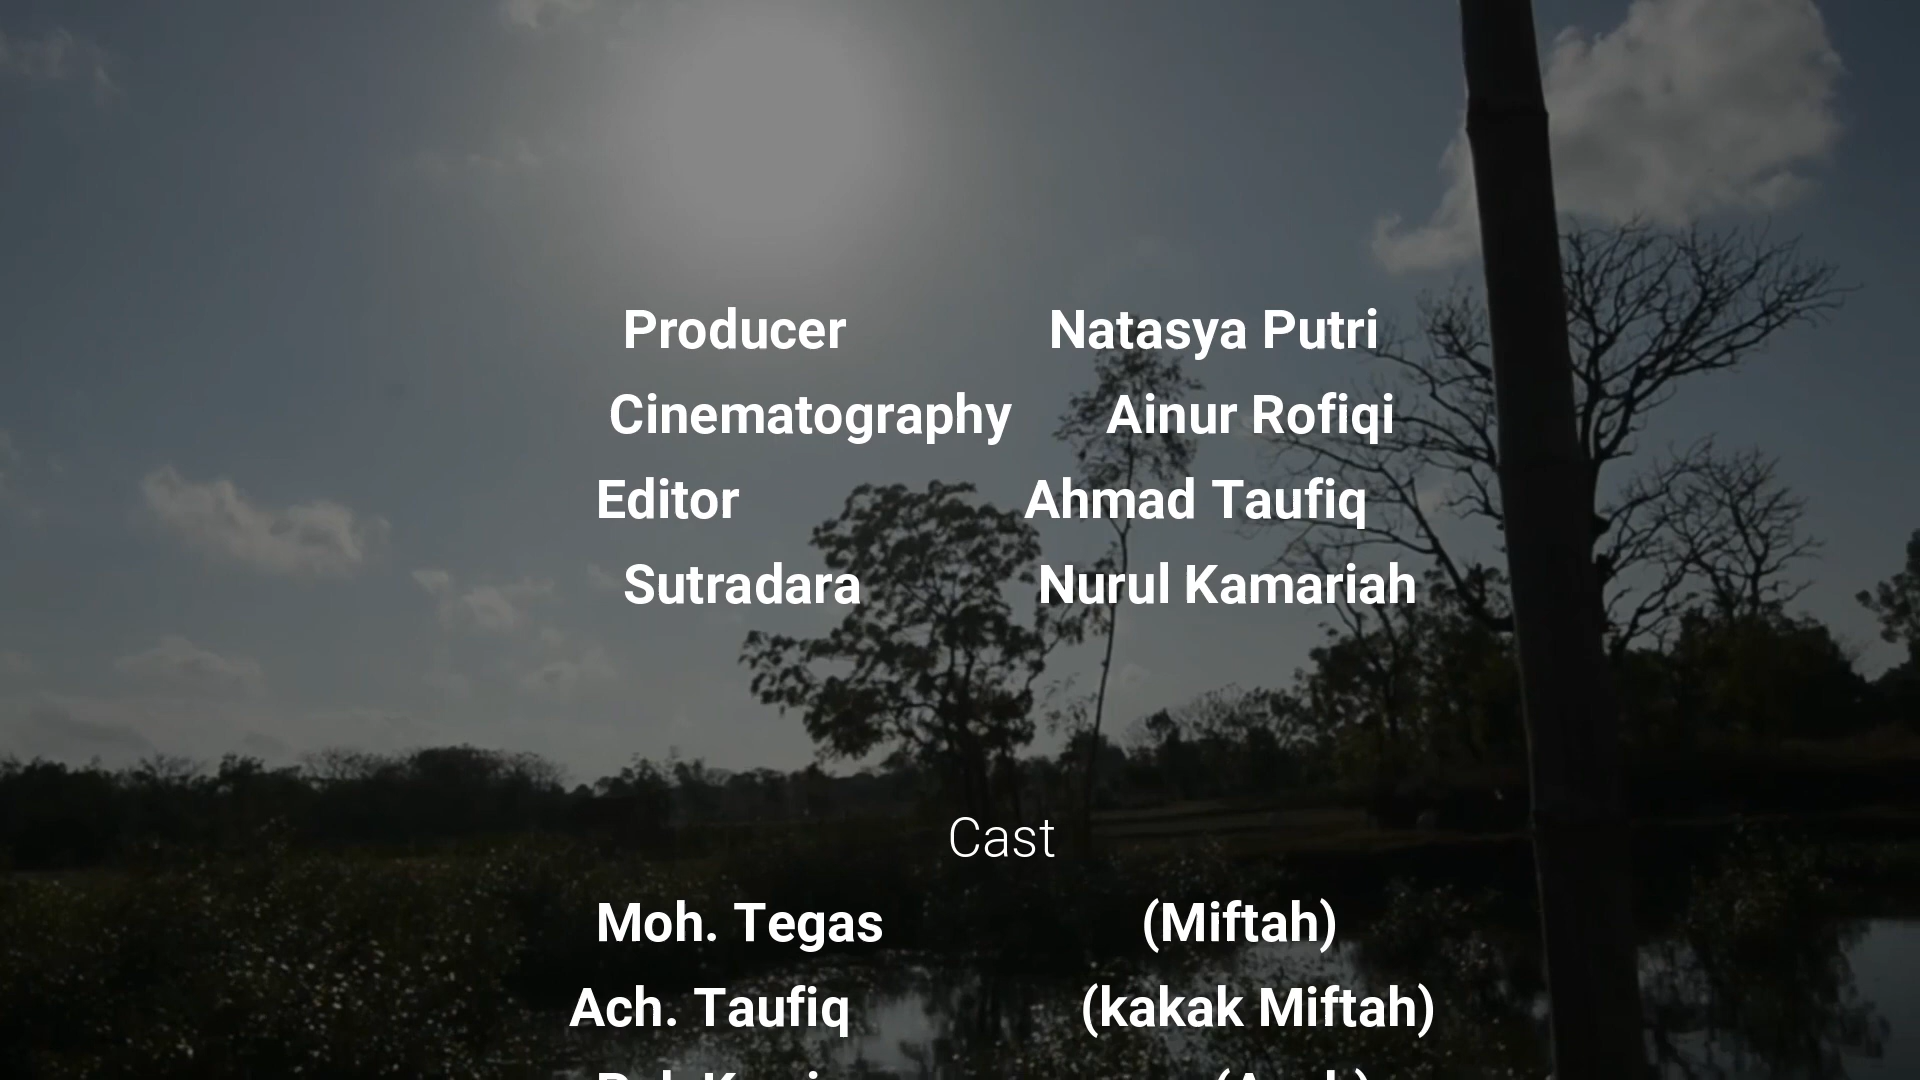 Producer Natasya Putri
Cinematography Ainur Rofiqi
Editor Ahmad Taufiq
Sutradara Nurul Kamariah
Cast
Moh. Tegas (Miftah)
Ach. Taufiq (kakak Miftah)